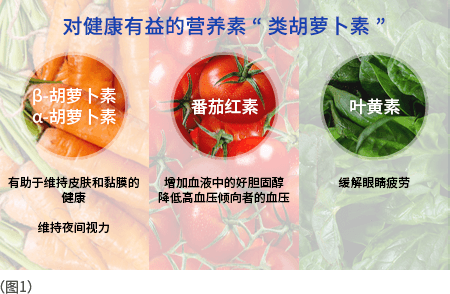 对健康有益的营养素“类胡萝卜素”
β-胡萝卜素
α-胡萝卜素
有助于维持皮肤和黏膜的
健康
维持夜间视力
番茄红素
增加血液中的好胆固醇
降低高血压倾向者的血压
叶黄素
缓解眼睛疲劳
(图1)